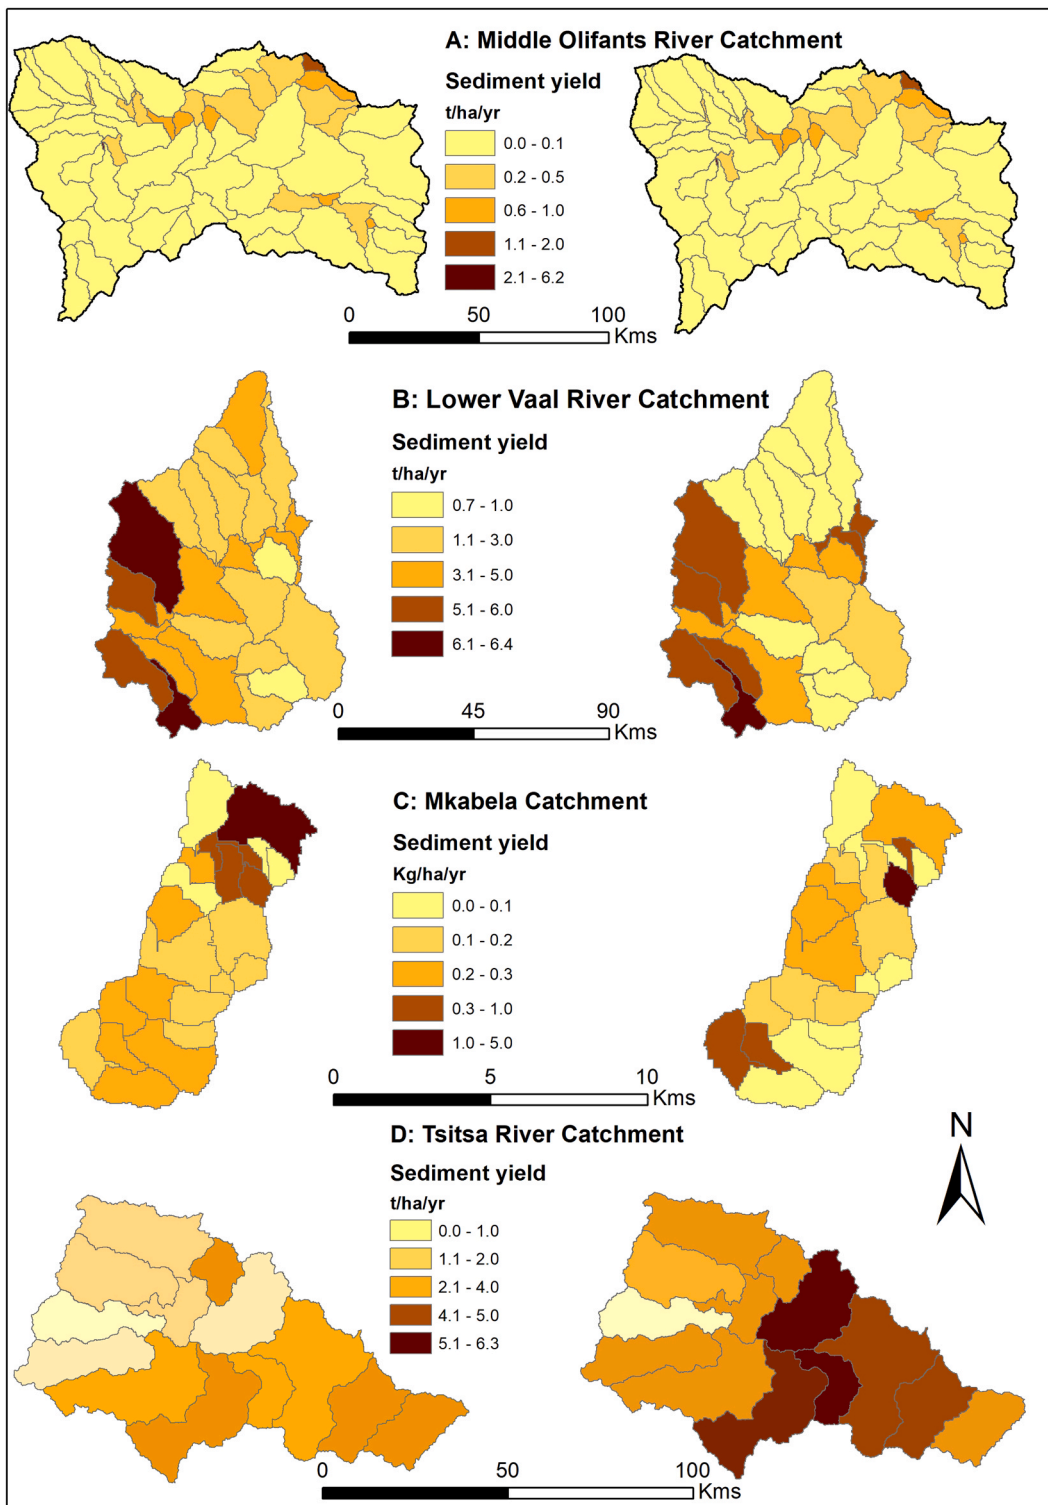 A: Middle Olifants River Catchment
Sediment yield
t/ha/yr
0.0 - 0.1
0.2 - 0.5
0.6 - 1.0
1.1 - 2.0
2.1 - 6.2
0 50 100
Kms
B: Lower Vaal River Catchment
Sediment yield
t/ha/yr
0.7 - 1.0
1.1 - 3.0
3.1 - 5.0
5.1 - 6.0
6.1 - 6.4
0 45 90
Kms
C: Mkabela Catchment
Sediment yield
Kg/ha/yr
0.0 - 0.1
0.1 - 0.2
0.2 - 0.3
0.3 - 1.0
1.0 - 5.0
0 5 10
Kms
D: Tsitsa River Catchment
N
Sediment yield
t/ha/yr
0.0 - 1.0
1.1 - 2.0
2.1 - 4.0
4.1 - 5.0
5.1 - 6.3
0 50 100
Kms